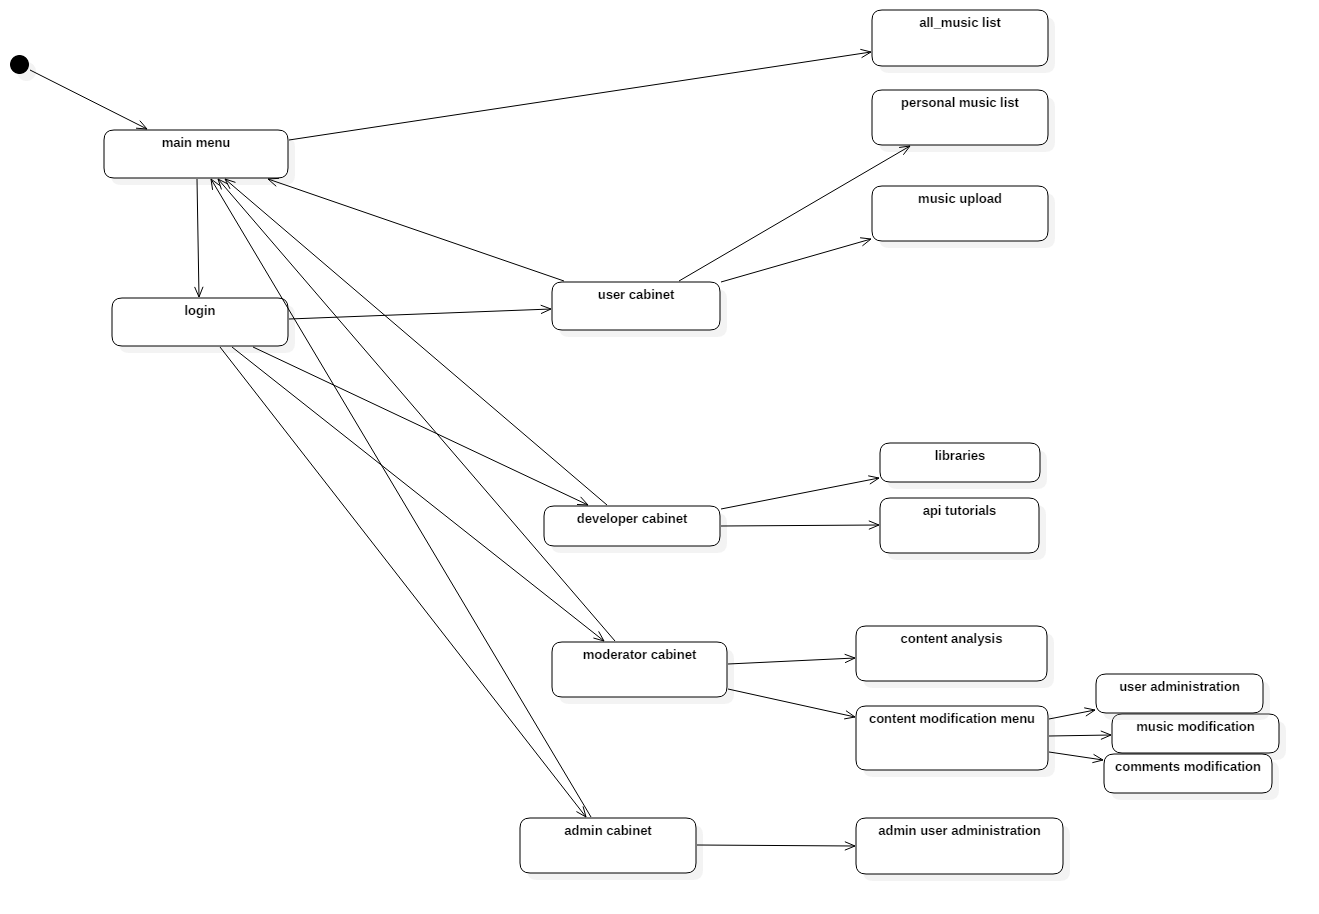 all_music list
personal music list
main menu
music upload
user cabinet
login
libraries
api tutorials
developer cabinet
content analysis
moderator cabinet
user administration
content modification menu
music modification
comments modification
admin cabinet
admin user administration